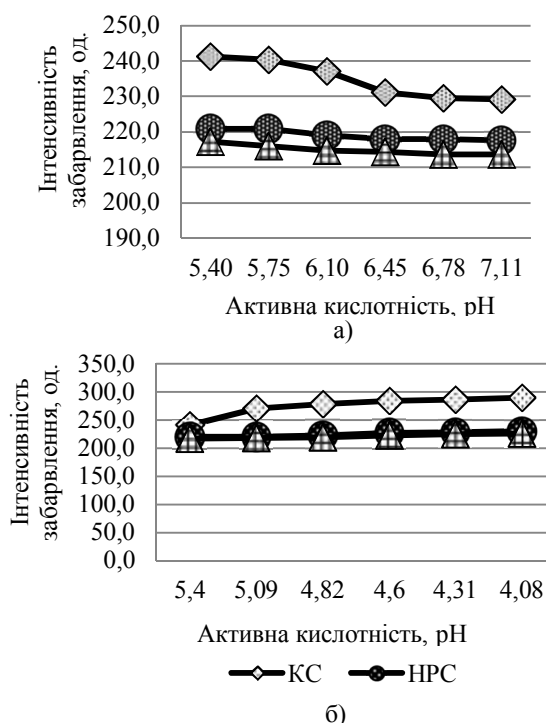 Інтенсивність
забарвлення, од.
250,0
240,0
230,0
220,0
210,0
200,0
190,0
5,40 5,75 6,10 6,45 6,78 7,11
Активна кислотність, рН
а)
Інтенсивність
забарвлення, од.
350,0
300,0
250,0
200,0
150,0
100,0
50,0
0,0
5,4 5,09 4,82 4,6 4,31 4,08
Активна кислотність, рН
КС НРС
б)